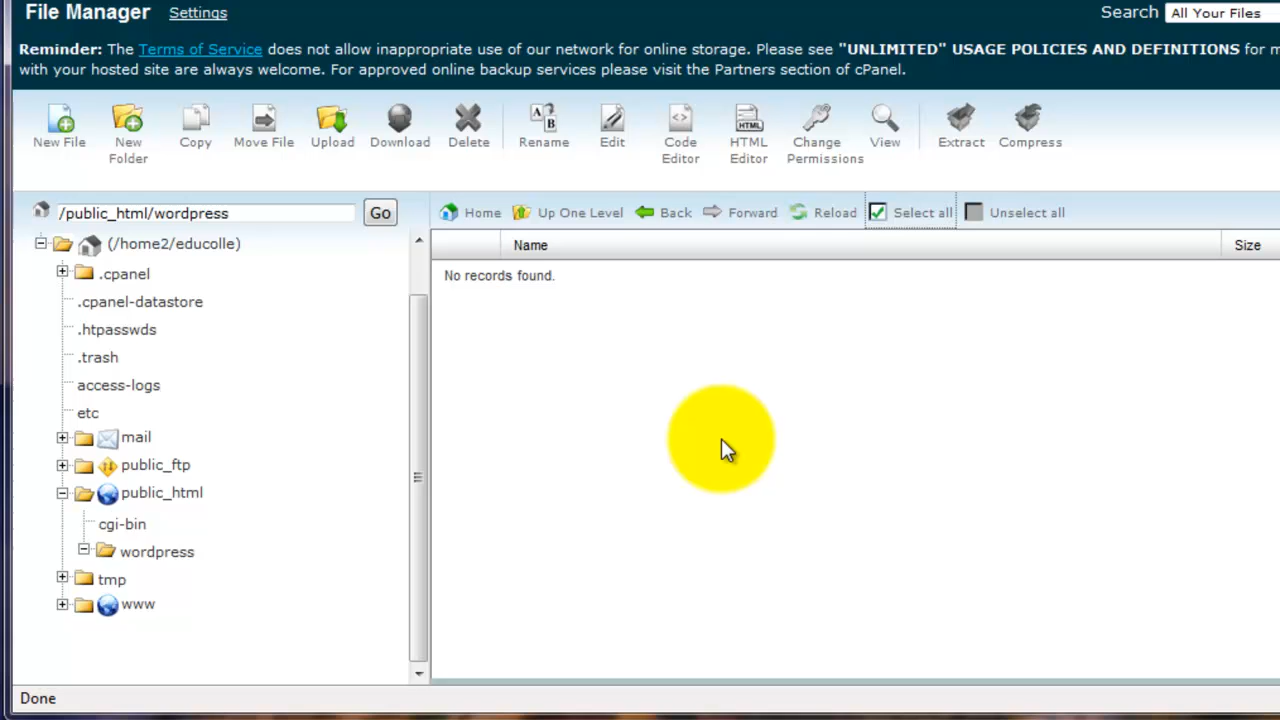 File Manager Settings Search All Your Files
Reminder: The Terms of Service does not allow inappropriate use of our network for online storage. Please see "UNLIMITED" USAGE POLICIES AND DEFINITIONS for
with your hosted site are always welcome. For approved online backup services please visit the Partners section of cPanel.
New File New Folder Copy Move File Upload Download Delete Rename Edit Code Editor HTML Editor Change Permissions View Extract Compress
/public_html/wordpress Go Home Up One Level Back Forward Reload Select all Unselect all
(/home2/educolle) Name Size
.cpanel No records found.
.cpanel-datastore
.htpasswds
.trash
access-logs
etc
mail
public_ftp
public_html
cgi-bin
wordpress
tmp
www
Done